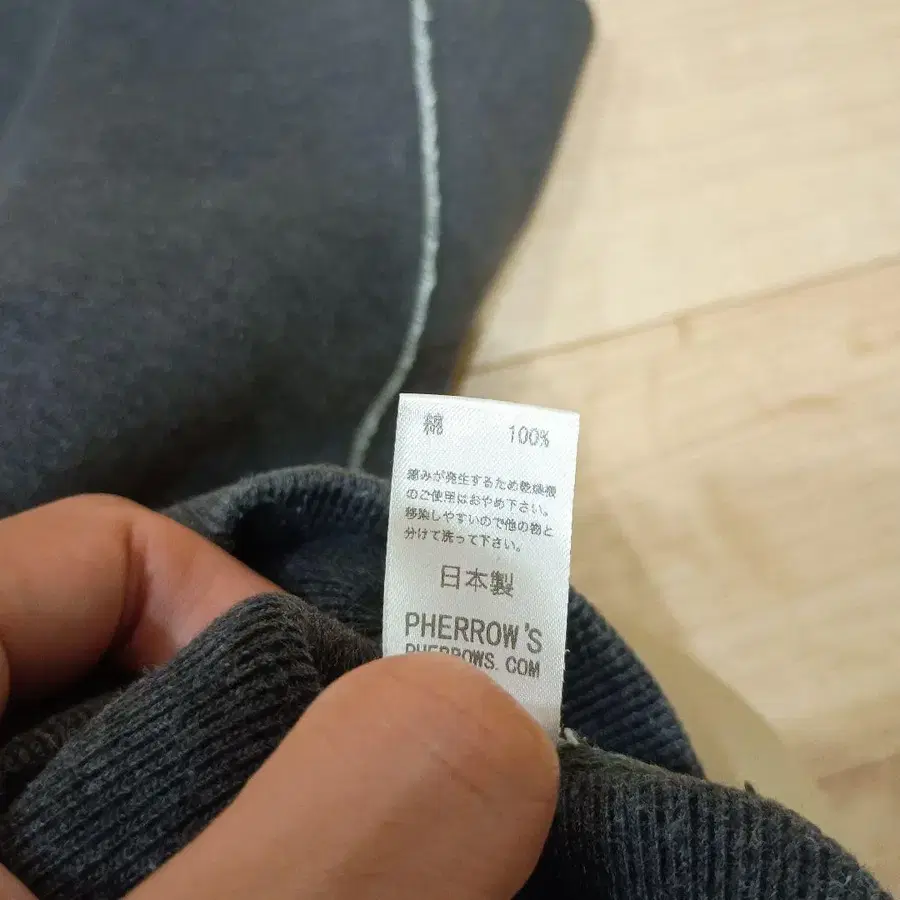 綿 100%
縮みが発生するため乾燥機
のご使用はおやめ下さい。
移染しやすいので他の物と
分けて洗って下さい。
日本製
PHERROW'S
PHERROWS.COM